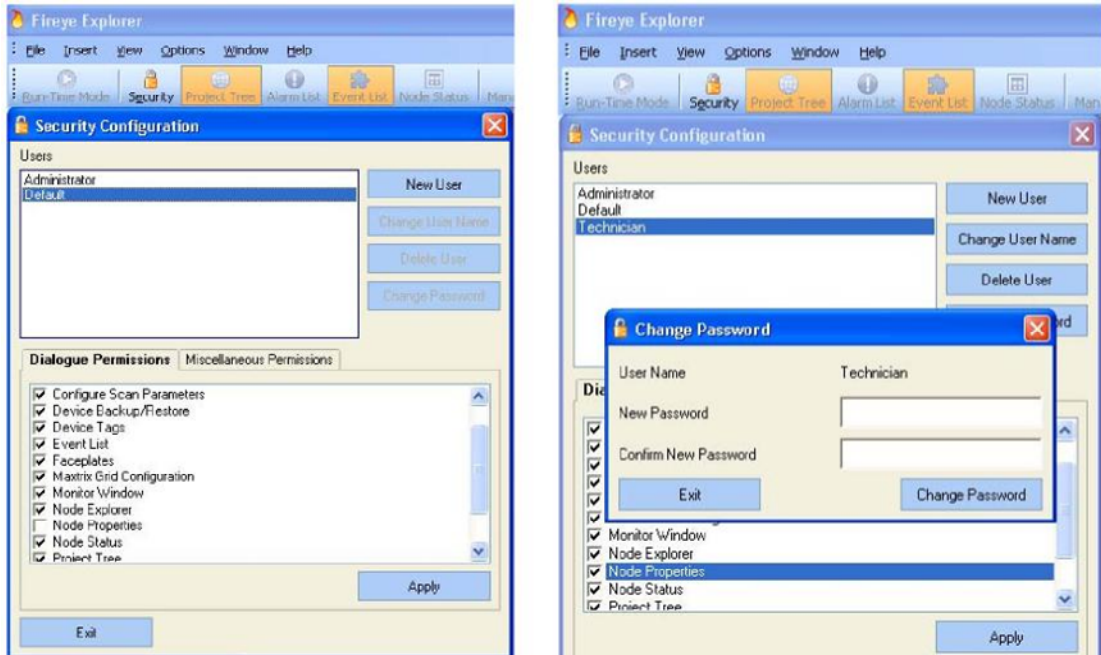 Fireye Explorer
File Insert View Options Window Help
Run-Time Mode Security Project Tree Alarm List Event List Node Status
Security Configuration
Users
Administrator
Default
New User
Change User Name
Delete User
Change Password
Dialogue Permissions Miscellaneous Permissions
Configure Scan Parameters
Device Backup/Restore
Device Tags
Event List
Faceplates
Maxtrix Grid Configuration
Monitor Window
Node Explorer
Node Properties
Node Status
Project Tree
Apply
Exit
Fireye Explorer
File Insert View Options Window Help
Run-Time Mode Security Project Tree Alarm List Event List Node Status
Security Configuration
Users
Administrator
Default
Technician
New User
Change User Name
Delete User
Change Password
User Name Technician
New Password
Confirm New Password
Exit Change Password
Monitor Window
Node Explorer
Node Properties
Node Status
Project Tree
Apply